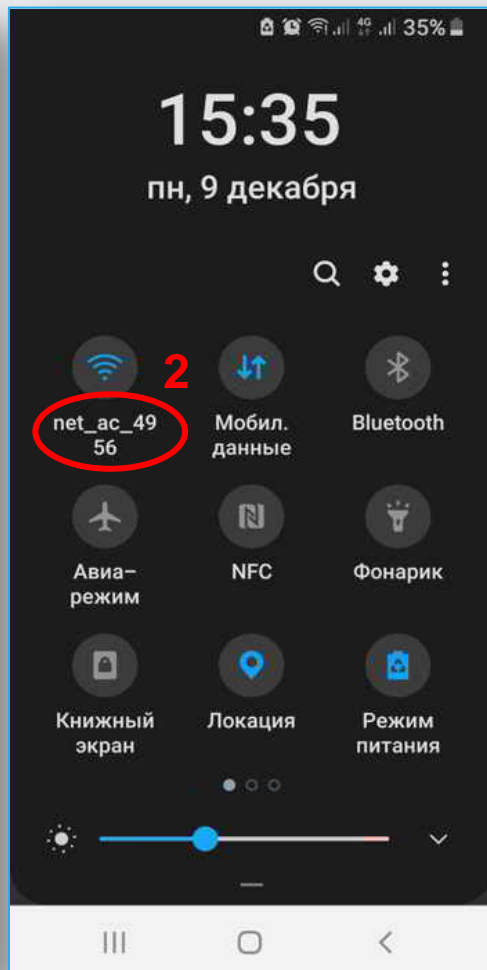 4G 35%
15:35
пн, 9 декабря
2
net_ac_49
56
Мобил.
данные
Bluetooth
Авиа-
режим
NFC
Фонарик
Книжный
экран
Локация
Режим
питания